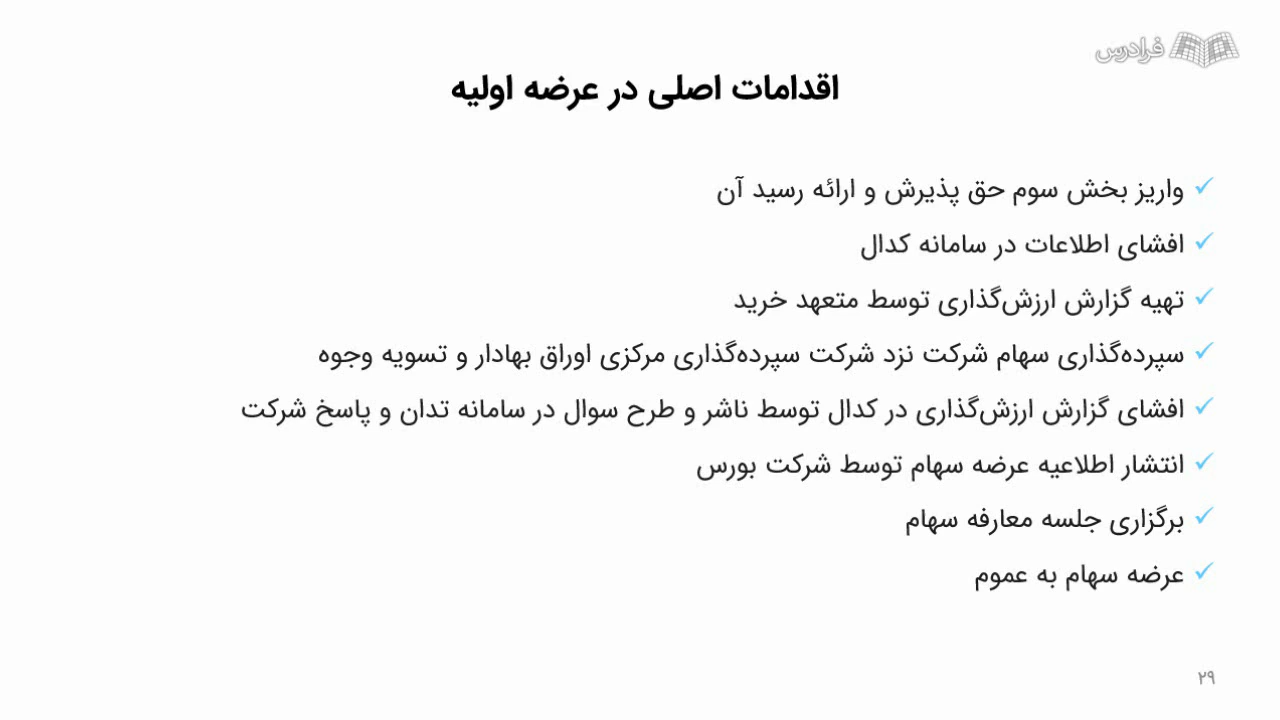 فرادرس
اقدامات اصلی در عرضه اولیه
✓ واریز بخش سوم حق پذیرش و ارائه رسید آن
✓ افشای اطلاعات در سامانه کدال
✓ تهیه گزارش ارزش‌گذاری توسط متعهد خرید
✓ سپرده‌گذاری سهام شرکت نزد شرکت سپرده‌گذاری مرکزی اوراق بهادار و تسویه وجوه
✓ افشای گزارش ارزش‌گذاری در کدال توسط ناشر و طرح سوال در سامانه تدان و پاسخ شرکت
✓ انتشار اطلاعیه عرضه سهام توسط شرکت بورس
✓ برگزاری جلسه معارفه سهام
✓ عرضه سهام به عموم
۲۹